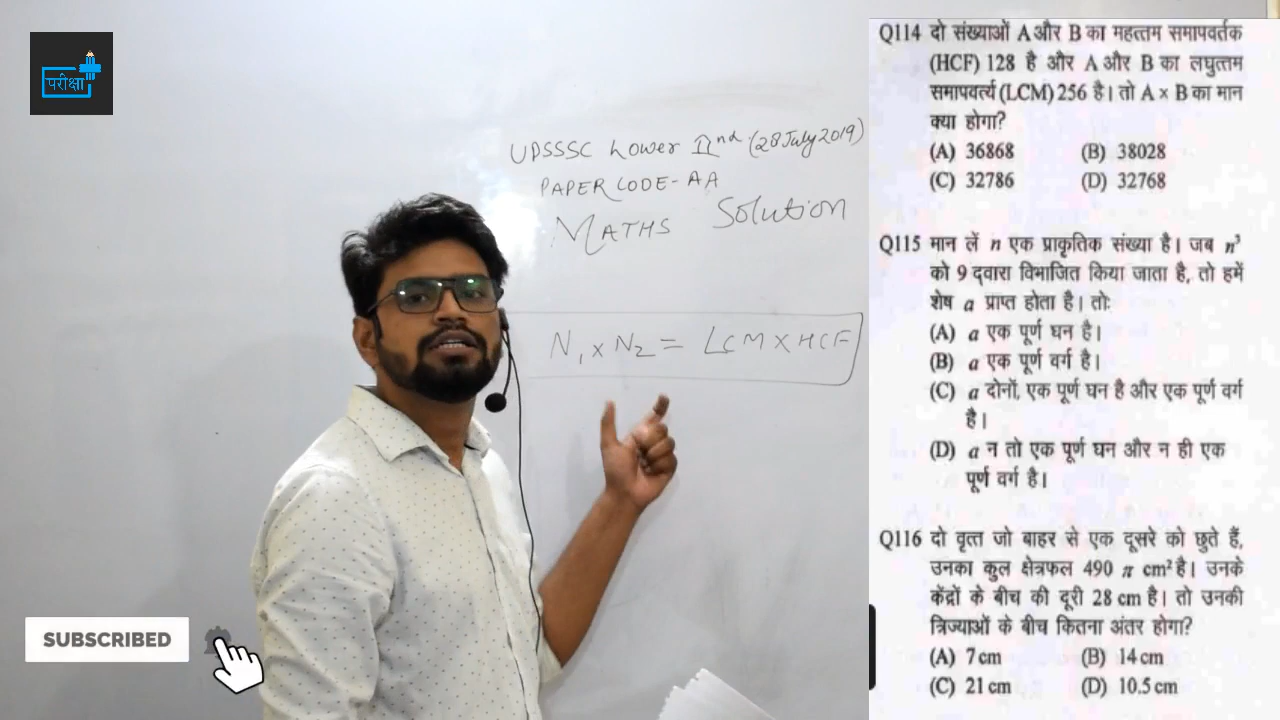 परीक्षा
UPSSSC Lower IInd (28 July 2019)
PAPER CODE-AA
MATHS Solution
N1 x N2 = LCM X HCF
SUBSCRIBED
Q114 दो संख्याओं A और B का महत्तम समापवर्तक
(HCF) 128 है और A और B का लघुत्तम
समापवर्त्य (LCM) 256 है। तो A × B का मान
क्या होगा?
(A) 36868 (B) 38028
(C) 32786 (D) 32768
Q115 मान लें n एक प्राकृतिक संख्या है। जब n³
को 9 द्वारा विभाजित किया जाता है, तो हमें
शेष a प्राप्त होता है। तोः
(A) a एक पूर्ण घन है।
(B) a एक पूर्ण वर्ग है।
(C) a दोनों, एक पूर्ण घन है और एक पूर्ण वर्ग
है।
(D) a न तो एक पूर्ण घन और न ही एक
पूर्ण वर्ग है।
Q116 दो वृत्त जो बाहर से एक दूसरे को छुते हैं,
उनका कुल क्षेत्रफल 490 π cm² है। उनके
केंद्रों के बीच की दूरी 28 cm है। तो उनकी
त्रिज्याओं के बीच कितना अंतर होगा?
(A) 7 cm (B) 14 cm
(C) 21 cm (D) 10.5 cm